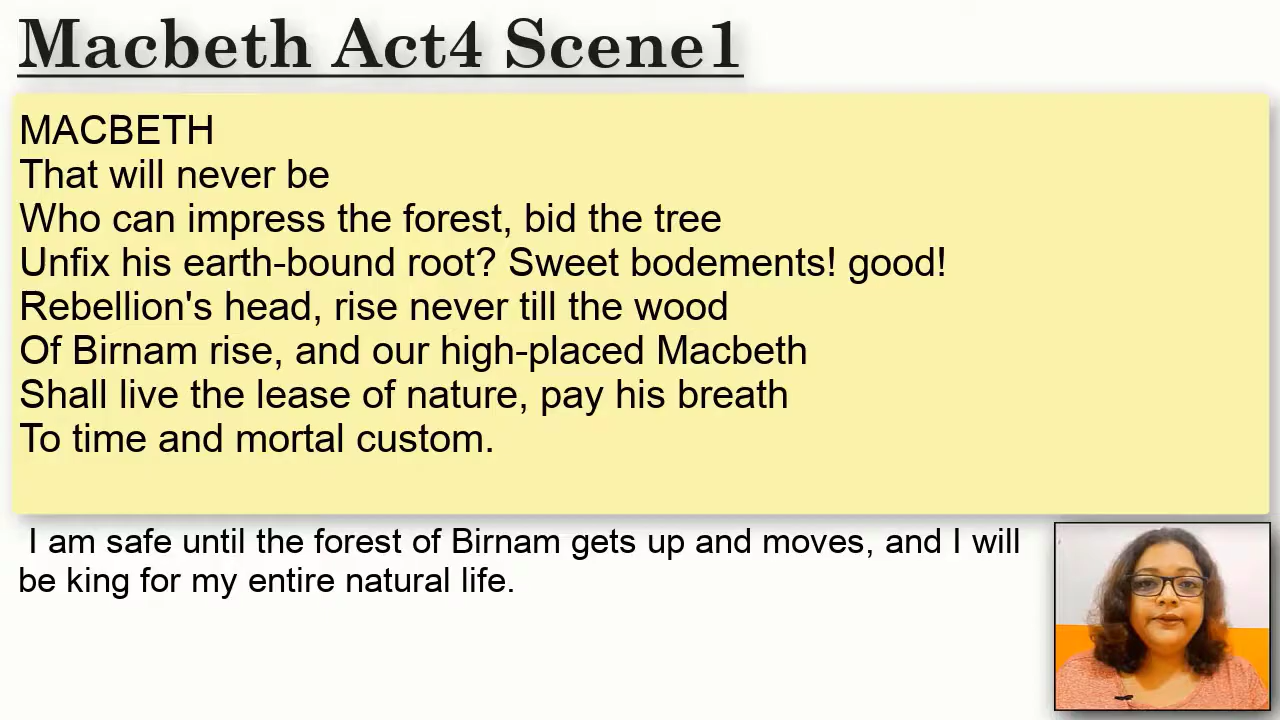 Macbeth Act4 Scene1
MACBETH
That will never be
Who can impress the forest, bid the tree
Unfix his earth-bound root? Sweet bodements! good!
Rebellion's head, rise never till the wood
Of Birnam rise, and our high-placed Macbeth
Shall live the lease of nature, pay his breath
To time and mortal custom.
I am safe until the forest of Birnam gets up and moves, and I will
be king for my entire natural life.